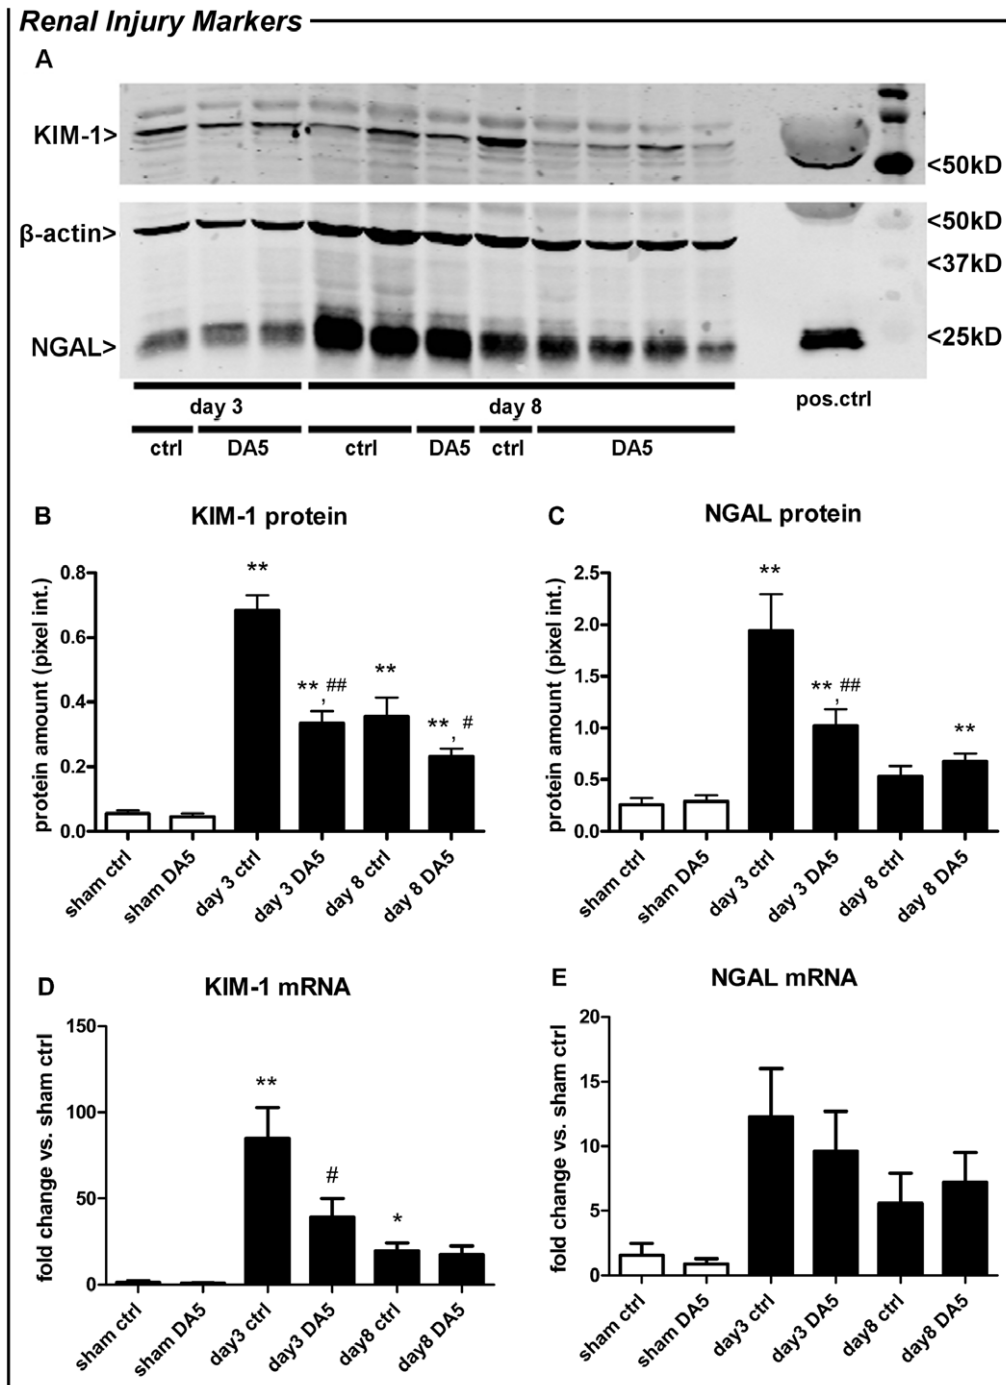 Renal Injury Markers
A
KIM-1>
<50kD
β-actin>
<50kD
<37kD
NGAL>
<25kD
day 3
day 8
pos.ctrl
ctrl DA5 ctrl DA5 ctrl DA5
B
KIM-1 protein
protein amount (pixel int.)
0.8
0.6
0.4
0.2
0.0
**
**, ##
**
**, #
sham ctrl
sham DA5
day 3 ctrl
day 3 DA5
day 8 ctrl
day 8 DA5
C
NGAL protein
protein amount (pixel int.)
2.5
2.0
1.5
1.0
0.5
0.0
**
**, ##
**
sham ctrl
sham DA5
day 3 ctrl
day 3 DA5
day 8 ctrl
day 8 DA5
D
KIM-1 mRNA
fold change vs. sham ctrl
150
100
50
0
**
#
*
sham ctrl
sham DA5
day3 ctrl
day3 DA5
day8 ctrl
day8 DA5
E
NGAL mRNA
fold change vs. sham ctrl
20
15
10
5
0
sham ctrl
sham DA5
day3 ctrl
day3 DA5
day8 ctrl
day8 DA5